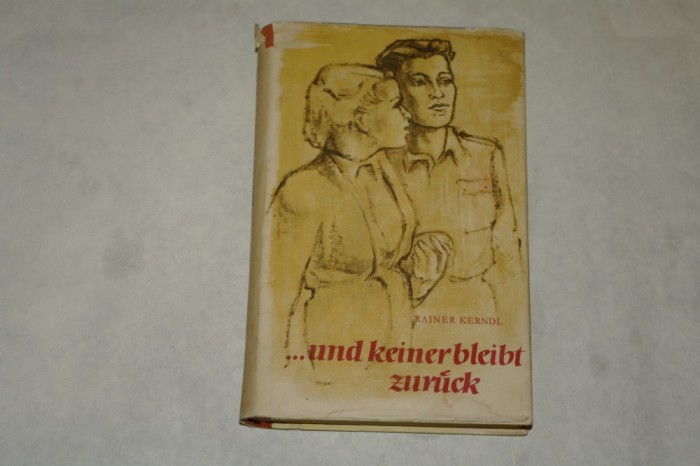 RAINER KERNDL
...und keiner bleibt
zurück